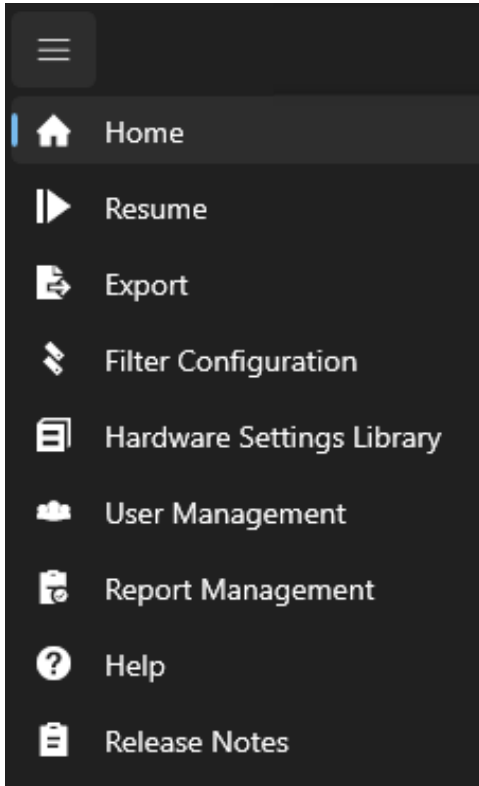 Home
Resume
Export
Filter Configuration
Hardware Settings Library
User Management
Report Management
Help
Release Notes